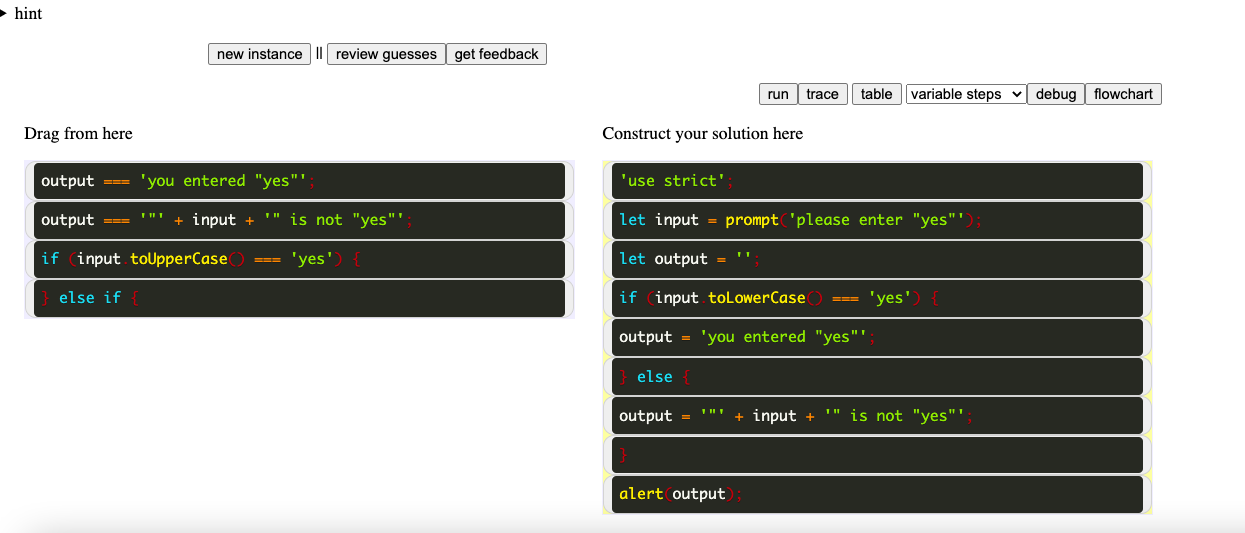 hint
new instance || review guesses get feedback
run trace table variable steps debug flowchart
Drag from here
output === 'you entered "yes"';
output === '"' + input + '" is not "yes"';
if (input.toUpperCase() === 'yes') {
} else if {
Construct your solution here
'use strict';
let input = prompt('please enter "yes"');
let output = '';
if (input.toLowerCase() === 'yes') {
output = 'you entered "yes"';
} else {
output = '"' + input + '" is not "yes"';
}
alert(output);